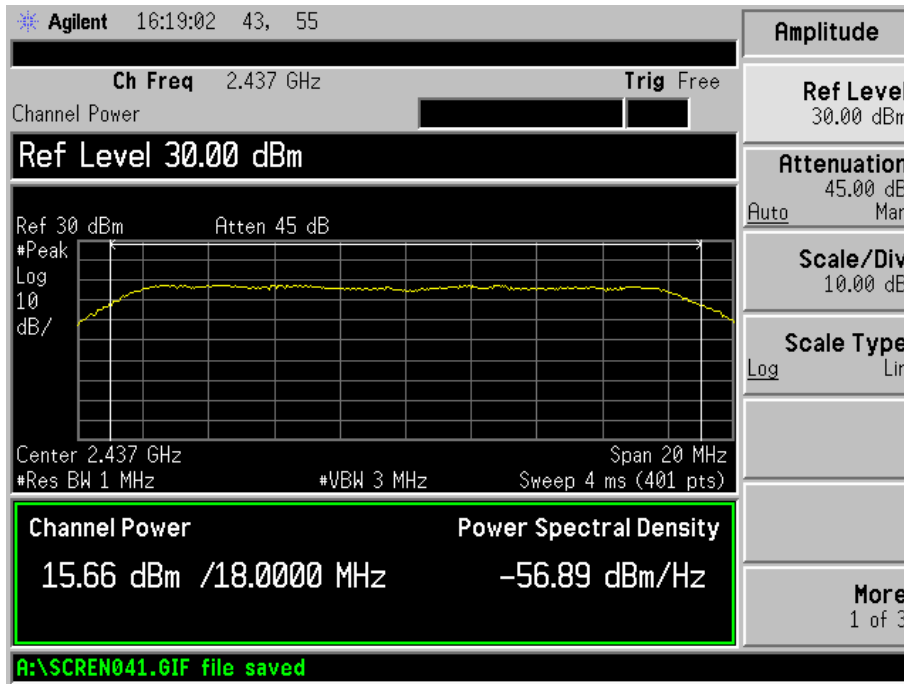 Agilent 16:19:02 43, 55
Ch Freq 2.437 GHz Trig Free
Channel Power
Ref Level 30.00 dBm
Ref 30 dBm Atten 45 dB
#Peak
Log
10
dB/
Center 2.437 GHz Span 20 MHz
#Res BW 1 MHz #VBW 3 MHz Sweep 4 ms (401 pts)
Channel Power Power Spectral Density
15.66 dBm /18.0000 MHz -56.89 dBm/Hz
A:\SCREN041.GIF file saved
Amplitude
Ref Level
30.00 dBm
Attenuation
45.00 dB
Auto Man
Scale/Div
10.00 dB
Scale Type
Log Lin
More
1 of 3